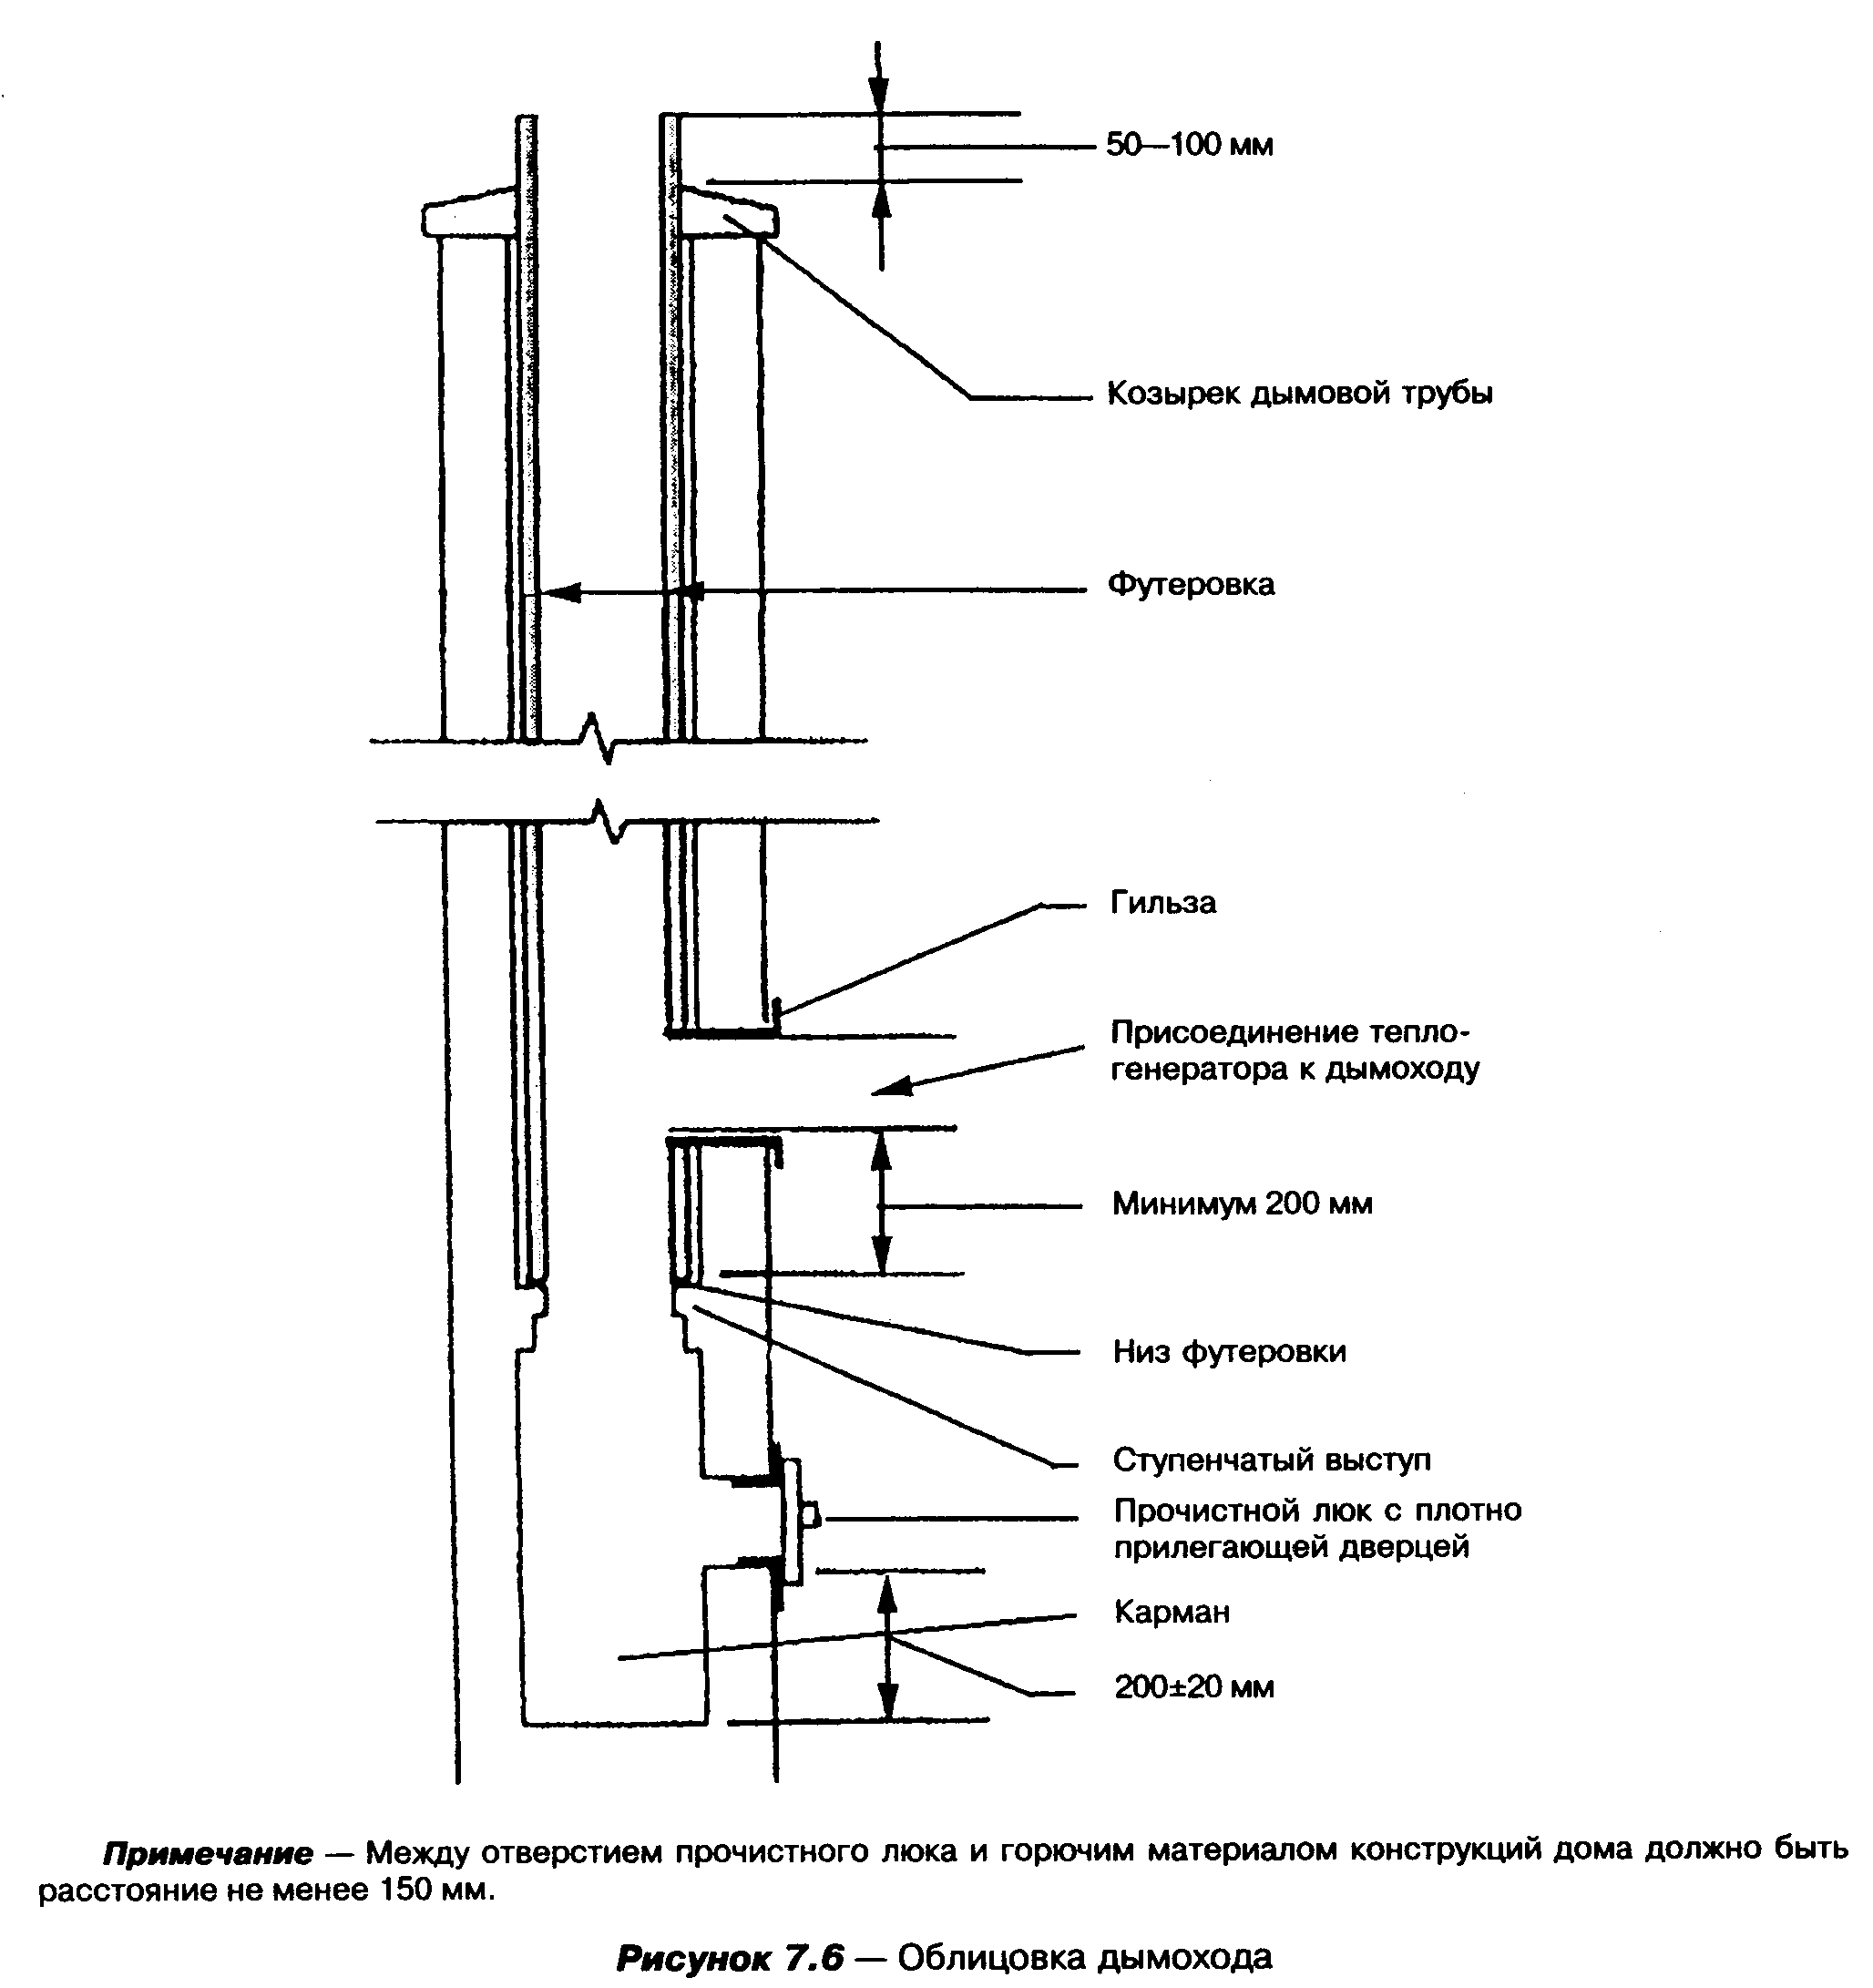 50—100 мм
Козырек дымовой трубы
Футеровка
Гильза
Присоединение тепло-
генератора к дымоходу
Минимум 200 мм
Низ футеровки
Ступенчатый выступ
Прочистной люк с плотно
прилегающей дверцей
Карман
200±20 мм
Примечание — Между отверстием прочистного люка и горючим материалом конструкций дома должно быть
расстояние не менее 150 мм.
Рисунок 7.6 — Облицовка дымохода